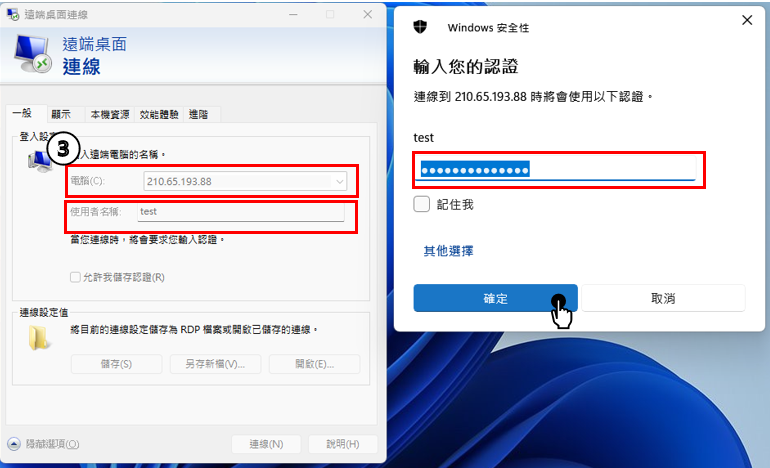 遠端桌面連線
遠端桌面
連線
一般
顯示
本機資源
效能體驗
進階
登入設定
3
入遠端電腦的名稱。
電腦(C):
210.65.193.88
使用者名稱:
test
當您連線時，將會要求您輸入認證。
允許我儲存認證(R)
連線設定值
將目前的連線設定儲存為 RDP 檔案或開啟已儲存的連線。
儲存(S)
另存新檔(V)...
開啟(E)...
隱藏選項(O)
連線(N)
說明(H)
Windows 安全性
輸入您的認證
連線到 210.65.193.88 時將會使用以下認證。
test
記住我
其他選擇
確定
取消